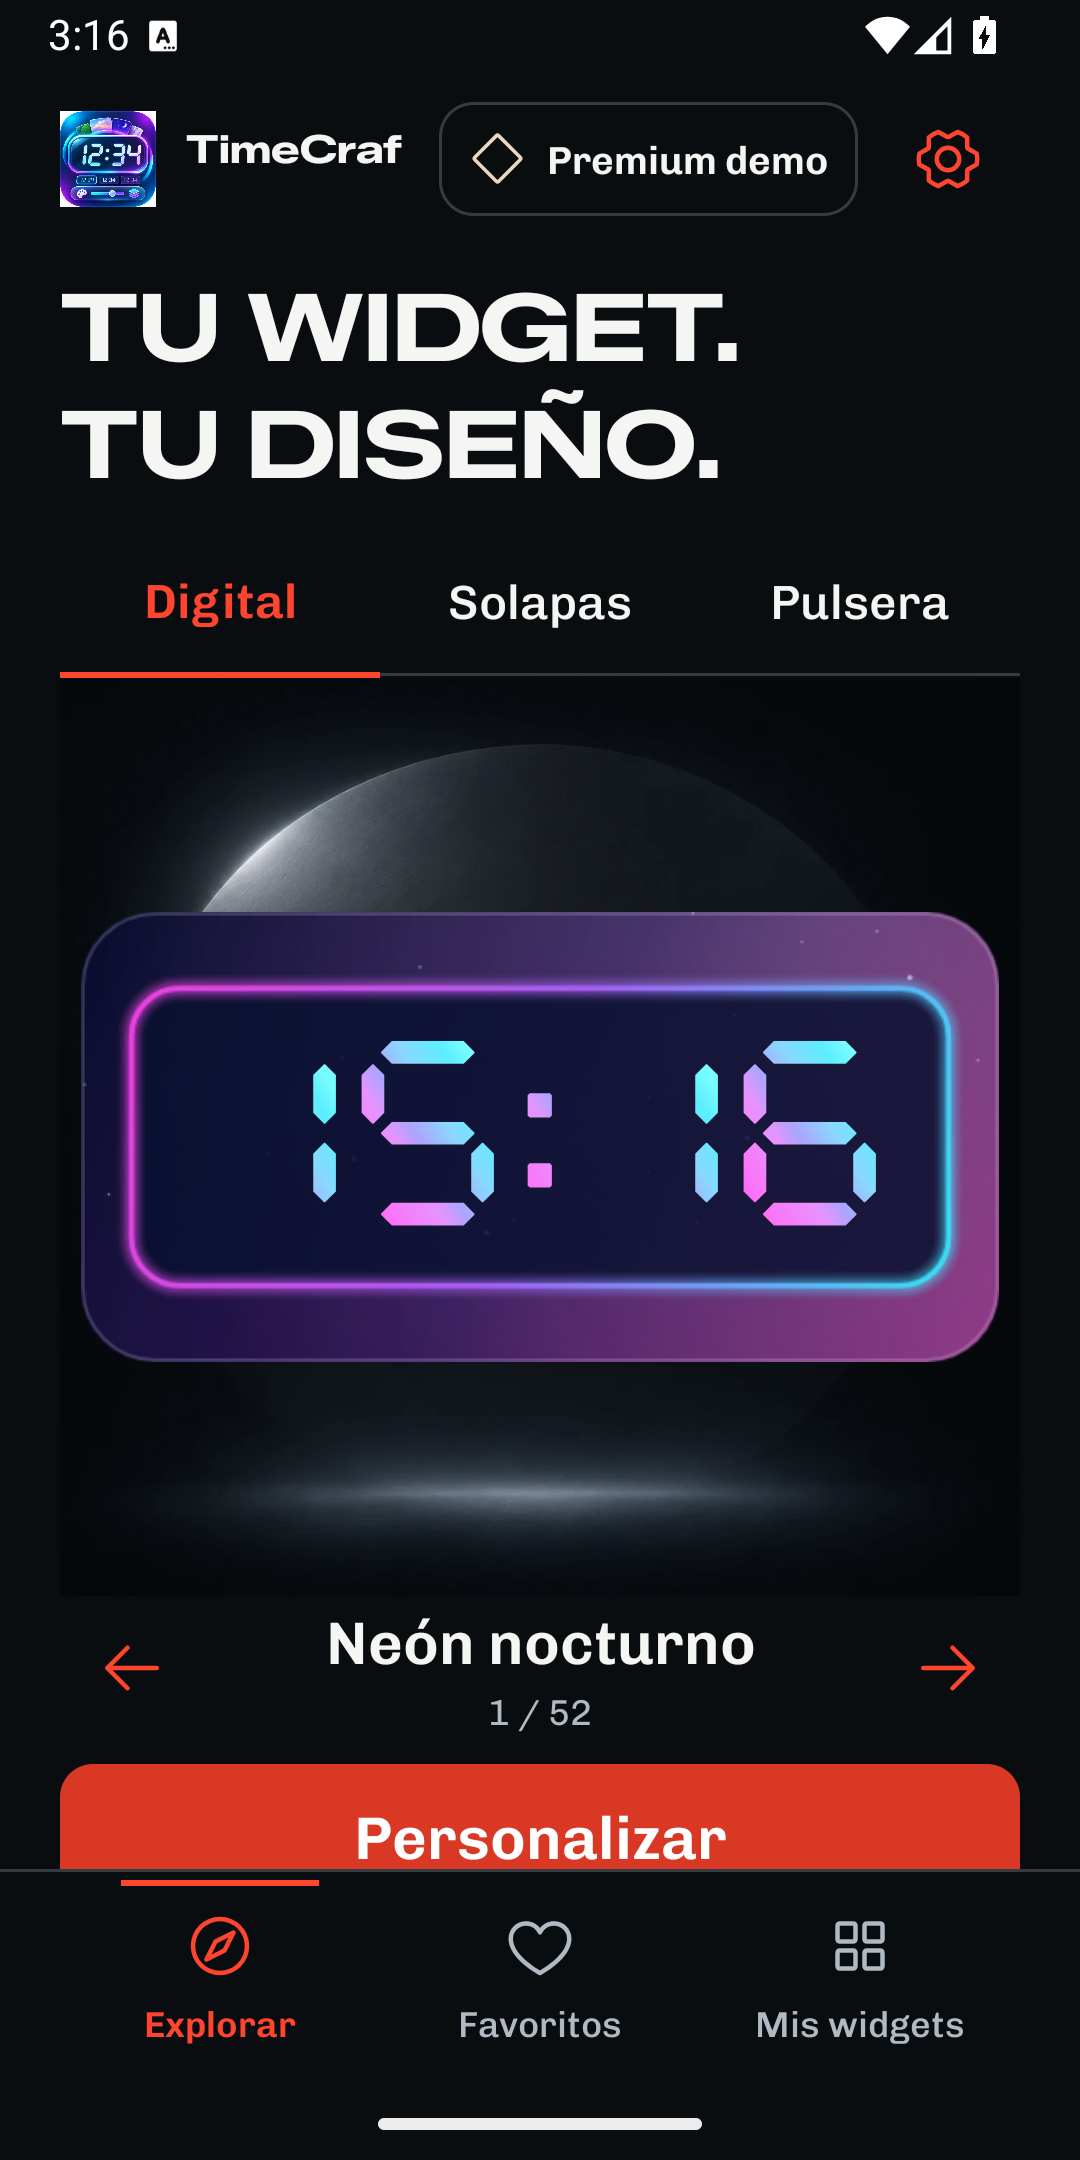 3:16
TimeCraf
Premium demo
TU WIDGET.
TU DISEÑO.
Digital
Solapas
Pulsera
15:16
Neón nocturno
1 / 52
Personalizar
Explorar
Favoritos
Mis widgets